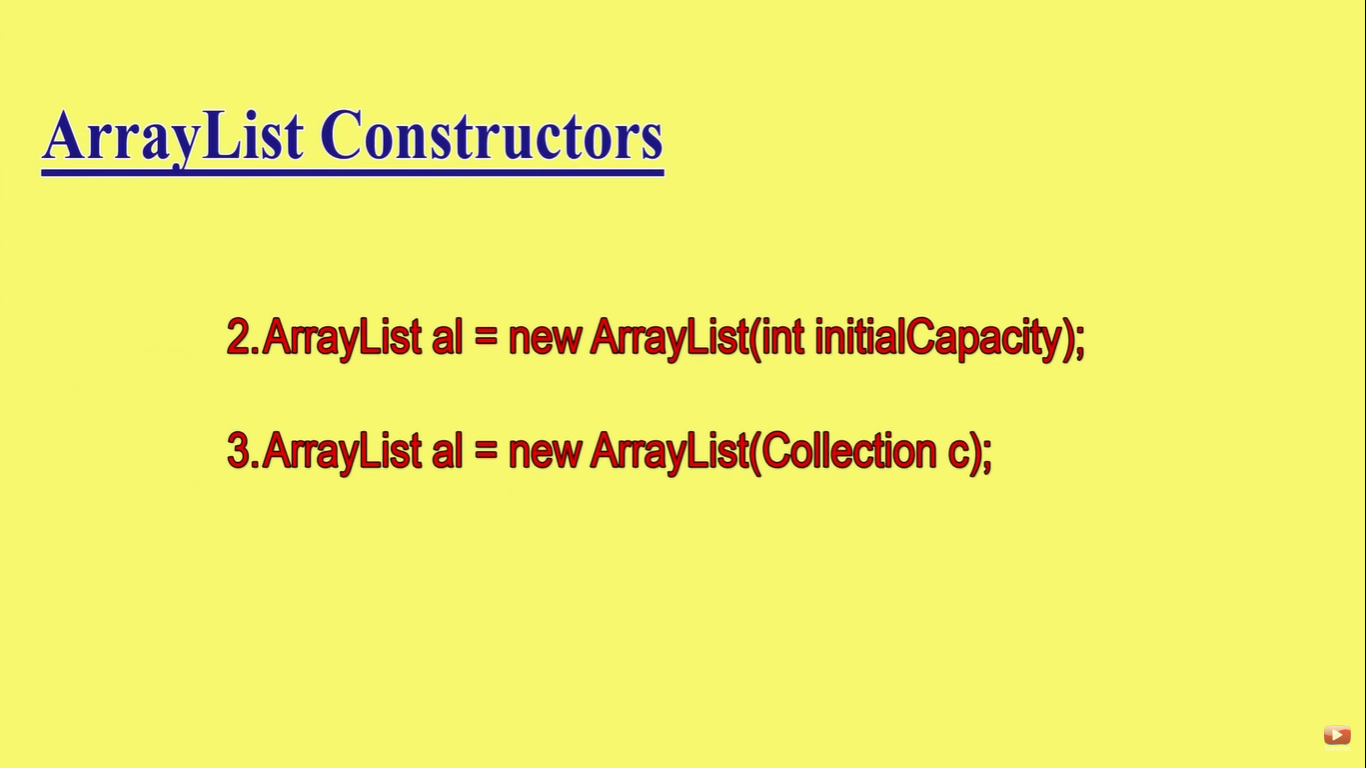 ArrayList Constructors
2.ArrayList al = new ArrayList(int initialCapacity);
3.ArrayList al = new ArrayList(Collection c);